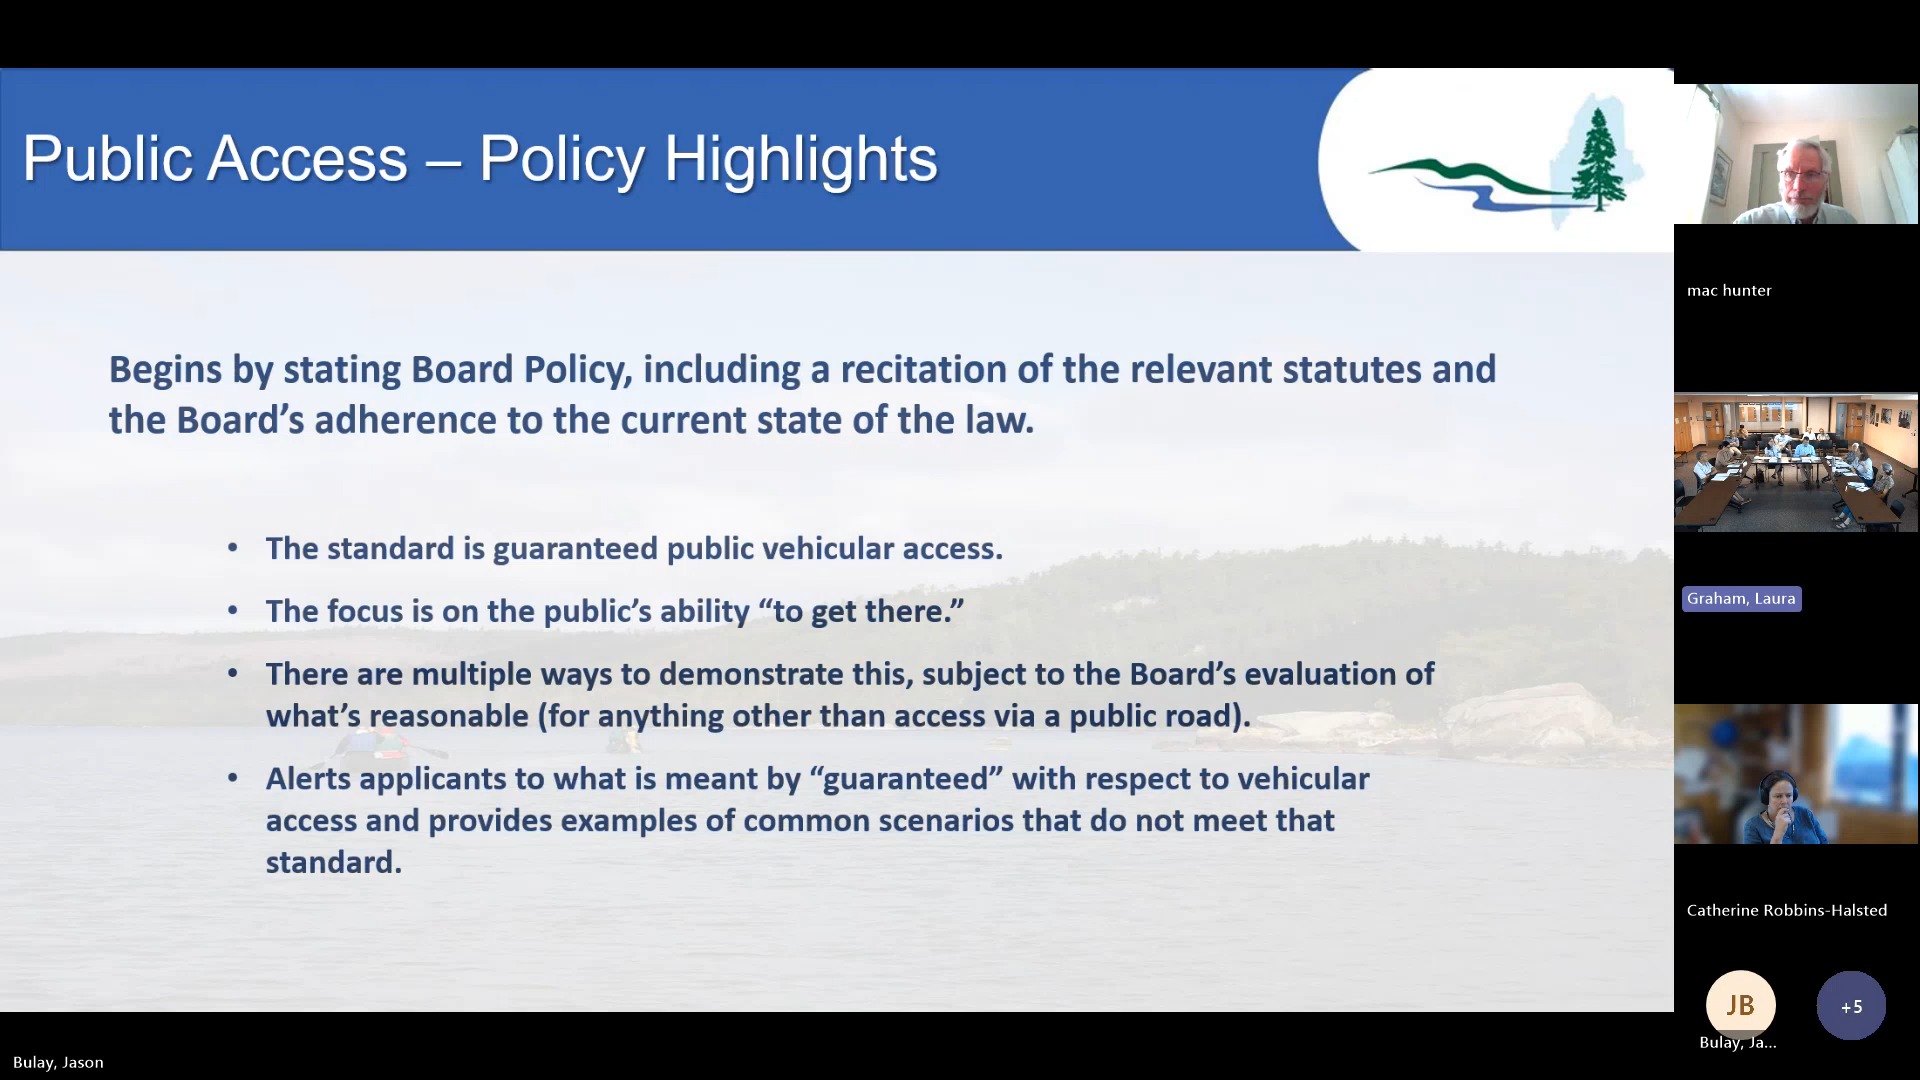 Public Access – Policy Highlights
Begins by stating Board Policy, including a recitation of the relevant statutes and
the Board’s adherence to the current state of the law.
• The standard is guaranteed public vehicular access.
• The focus is on the public’s ability “to get there.”
• There are multiple ways to demonstrate this, subject to the Board’s evaluation of
what’s reasonable (for anything other than access via a public road).
• Alerts applicants to what is meant by “guaranteed” with respect to vehicular
access and provides examples of common scenarios that do not meet that
standard.
mac hunter
Graham, Laura
Catherine Robbins-Halsted
JB
+5
Bulay, Ja...
Bulay, Jason